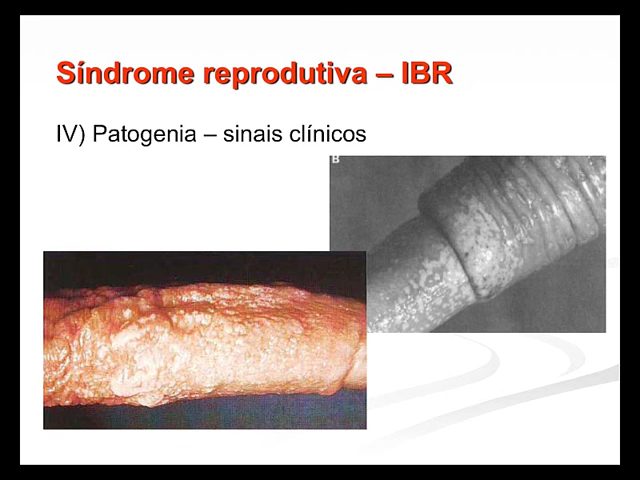 Síndrome reprodutiva – IBR
IV) Patogenia – sinais clínicos
B